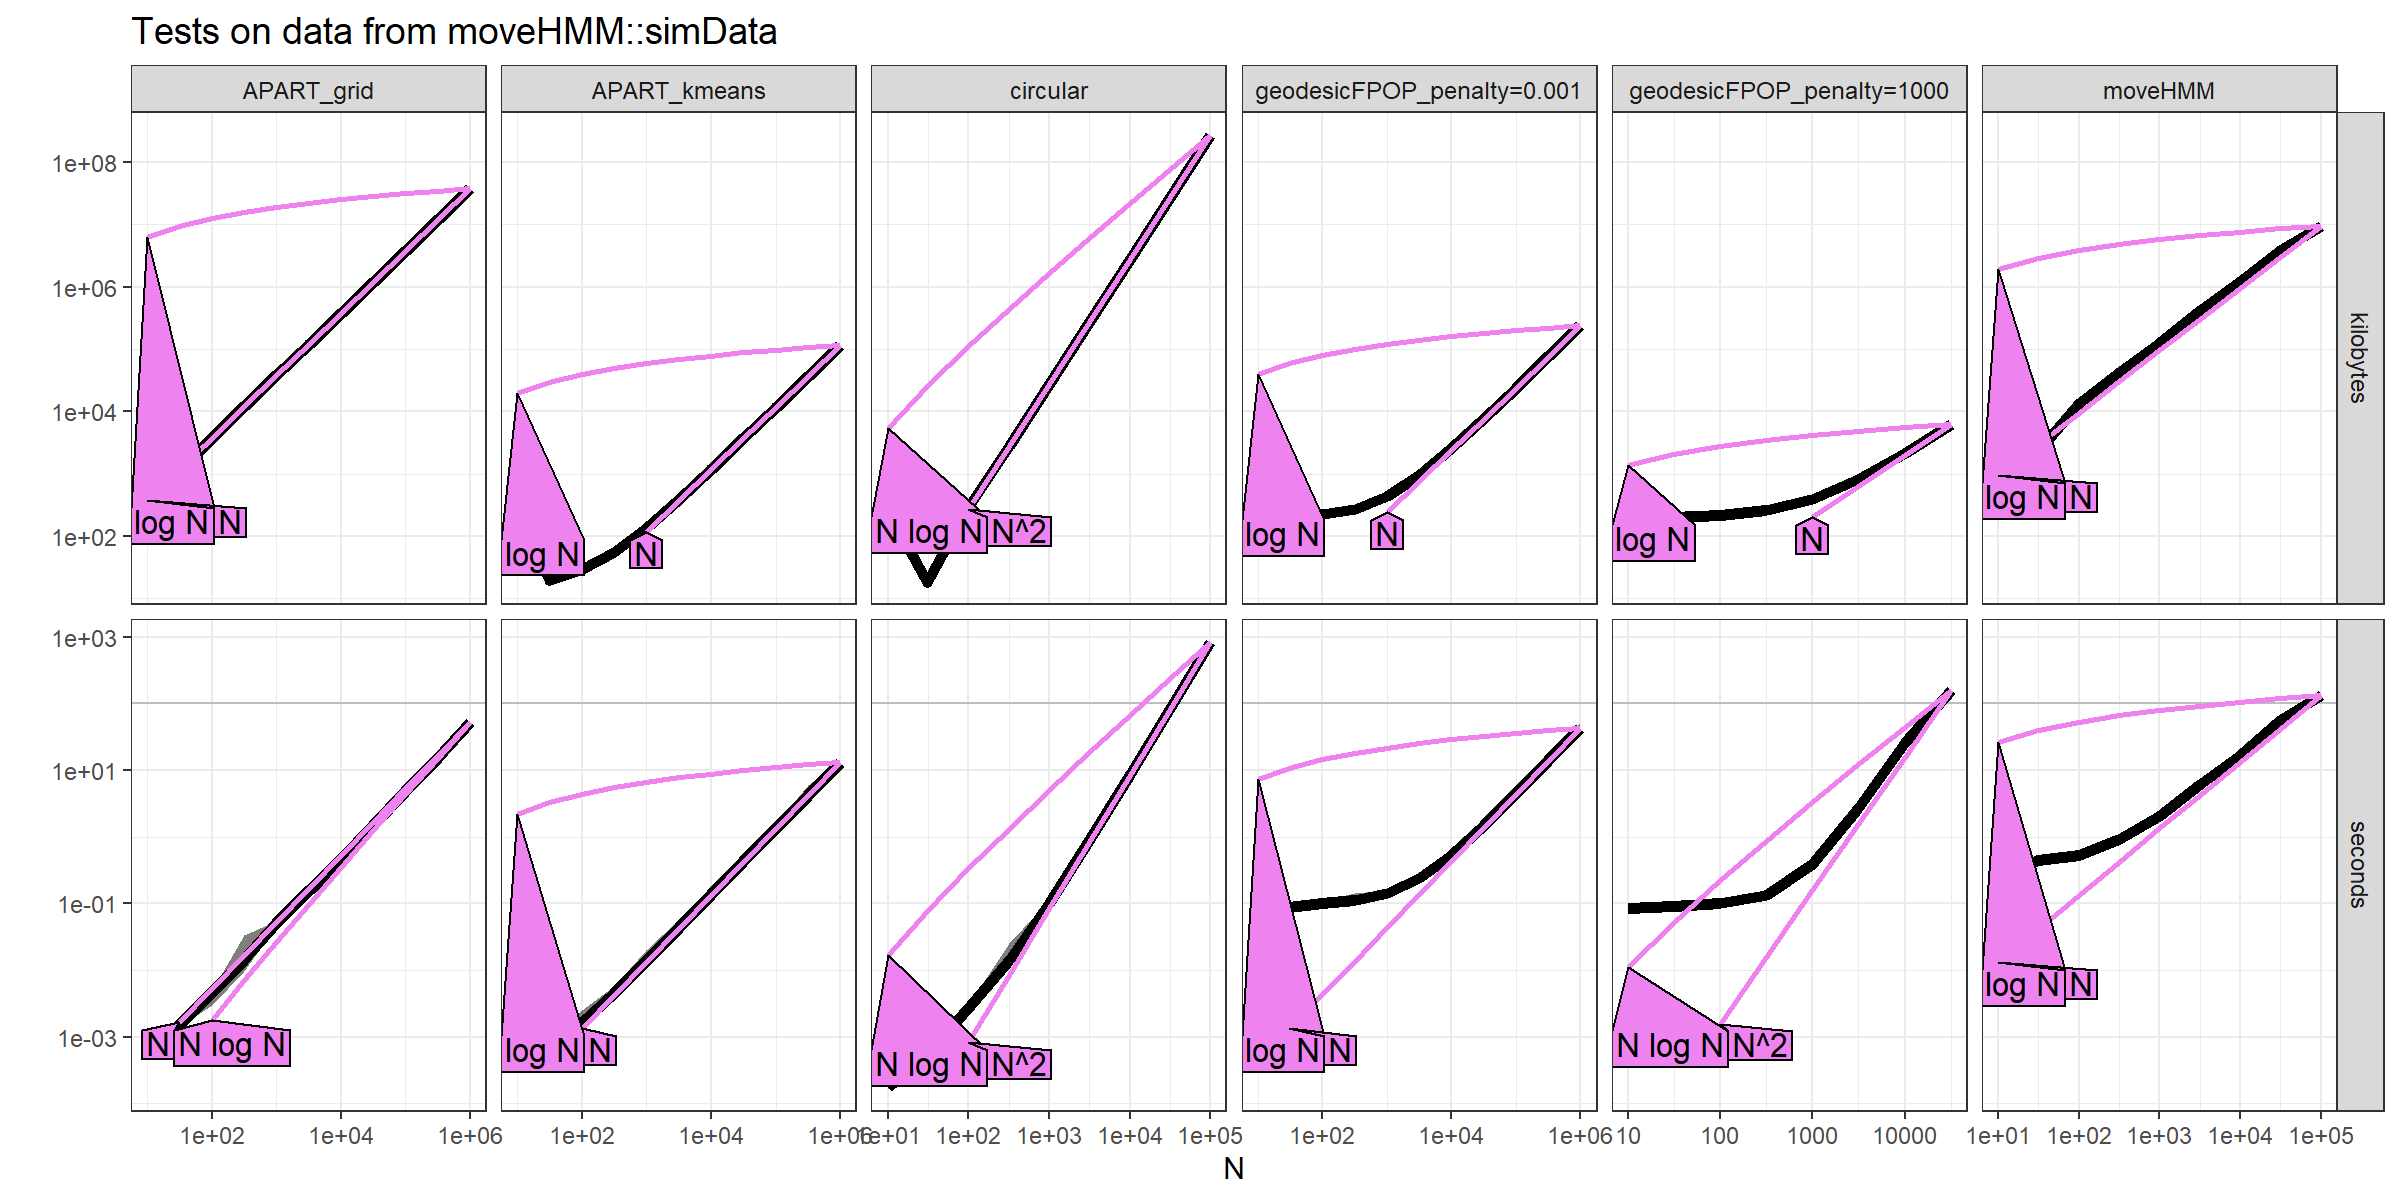 Tests on data from moveHMM::simData
APART_grid APART_kmeans circular geodesicFPOP_penalty=0.001 geodesicFPOP_penalty=1000 moveHMM
1e+08
1e+06
1e+04
1e+02
log N N
log N N
N log N N^2
log N N
log N N
log N N
kilobytes
1e+03
1e+01
1e-01
1e-03
N N log N
log N N
N log N N^2
log N N
N log N N^2
log N N
seconds
1e+02 1e+04 1e+06 1e+02 1e+04 1e+06 1e+01 1e+02 1e+03 1e+04 1e+05 1e+02 1e+04 1e+06 10 100 1000 10000 1e+01 1e+02 1e+03 1e+04 1e+05
N